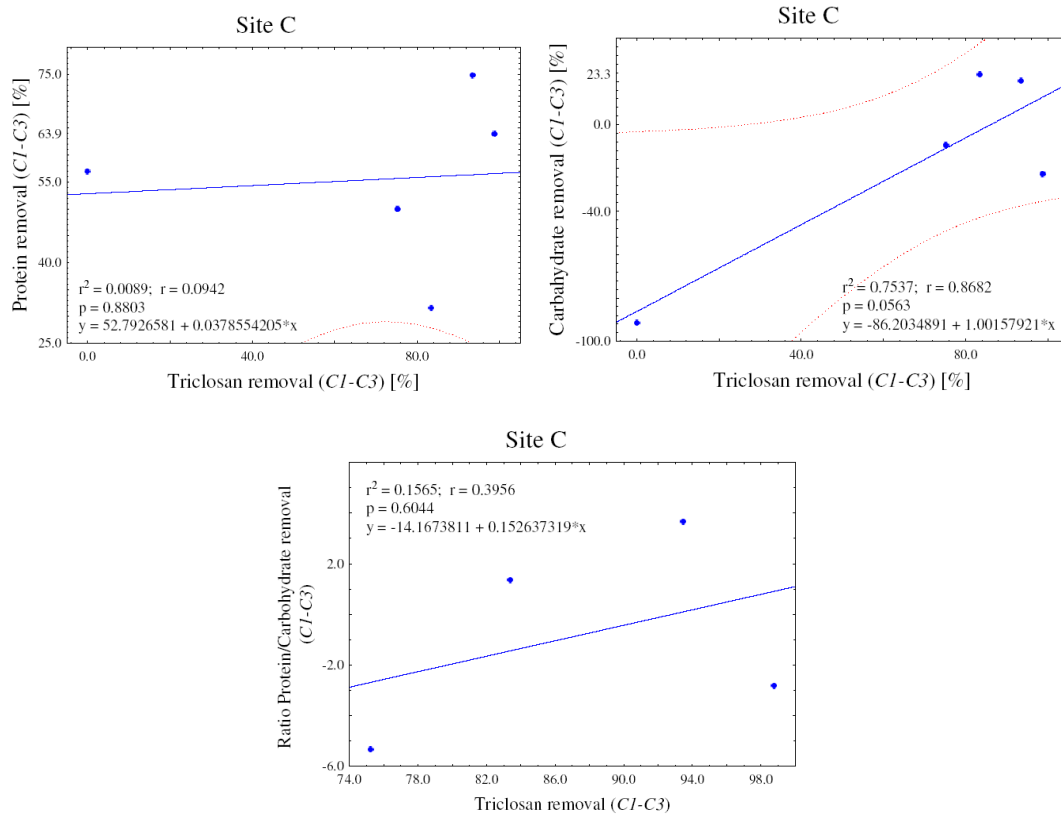 Site C
Protein removal (C1-C3) [%]
75.0
63.9
55.0
40.0
25.0
r² = 0.0089; r = 0.0942
p = 0.8803
y = 52.7926581 + 0.0378554205*x
0.0
40.0
80.0
Triclosan removal (C1-C3) [%]
Site C
Carbahydrate removal (C1-C3) [%]
23.3
0.0
-40.0
-100.0
r² = 0.7537; r = 0.8682
p = 0.0563
y = -86.2034891 + 1.00157921*x
0.0
40.0
80.0
Triclosan removal (C1-C3) [%]
Site C
Ratio Protein/Carbohydrate removal
(C1-C3)
r² = 0.1565; r = 0.3956
p = 0.6044
y = -14.1673811 + 0.152637319*x
2.0
-2.0
-6.0
74.0
78.0
82.0
86.0
90.0
94.0
98.0
Triclosan removal (C1-C3)